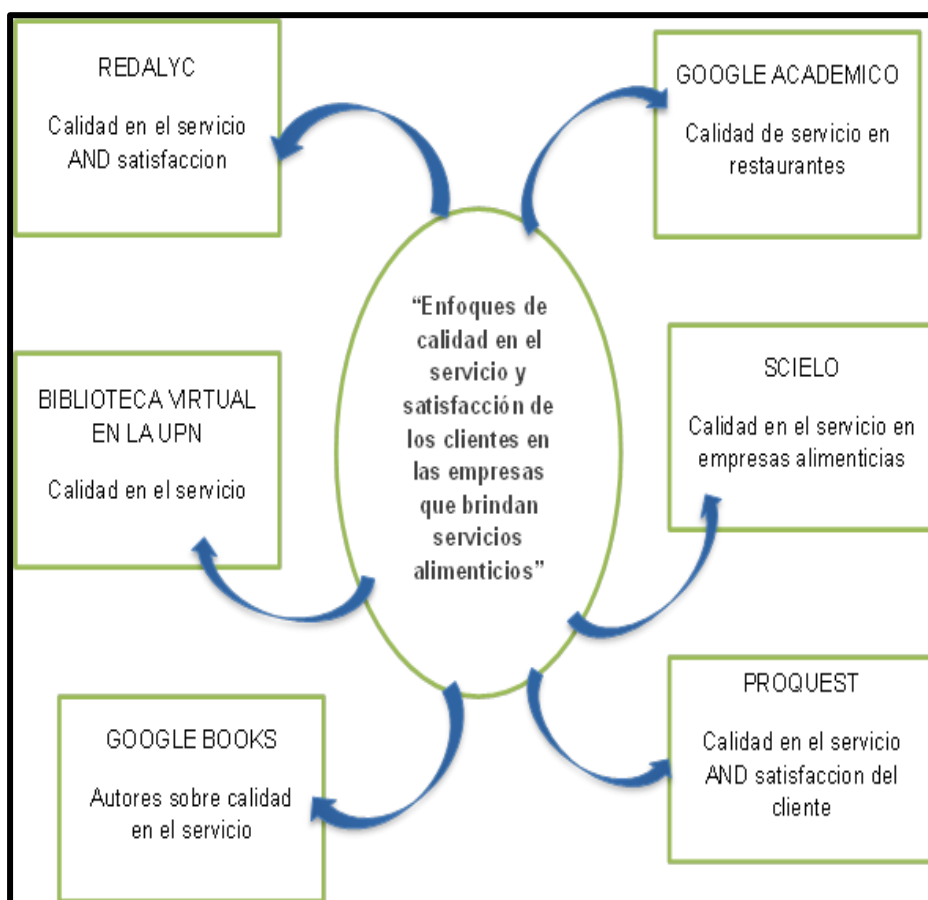 REDALYC
Calidad en el servicio
AND satisfaccion
GOOGLE ACADEMICO
Calidad de servicio en
restaurantes
“Enfoques de
calidad en el
servicio y
satisfacción de
los clientes en
las empresas
que brindan
servicios
alimenticios”
BIBLIOTECA VIRTUAL
EN LA UPN
Calidad en el servicio
SCIELO
Calidad en el servicio en
empresas alimenticias
GOOGLE BOOKS
Autores sobre calidad
en el servicio
PROQUEST
Calidad en el servicio
AND satisfaccion del
cliente